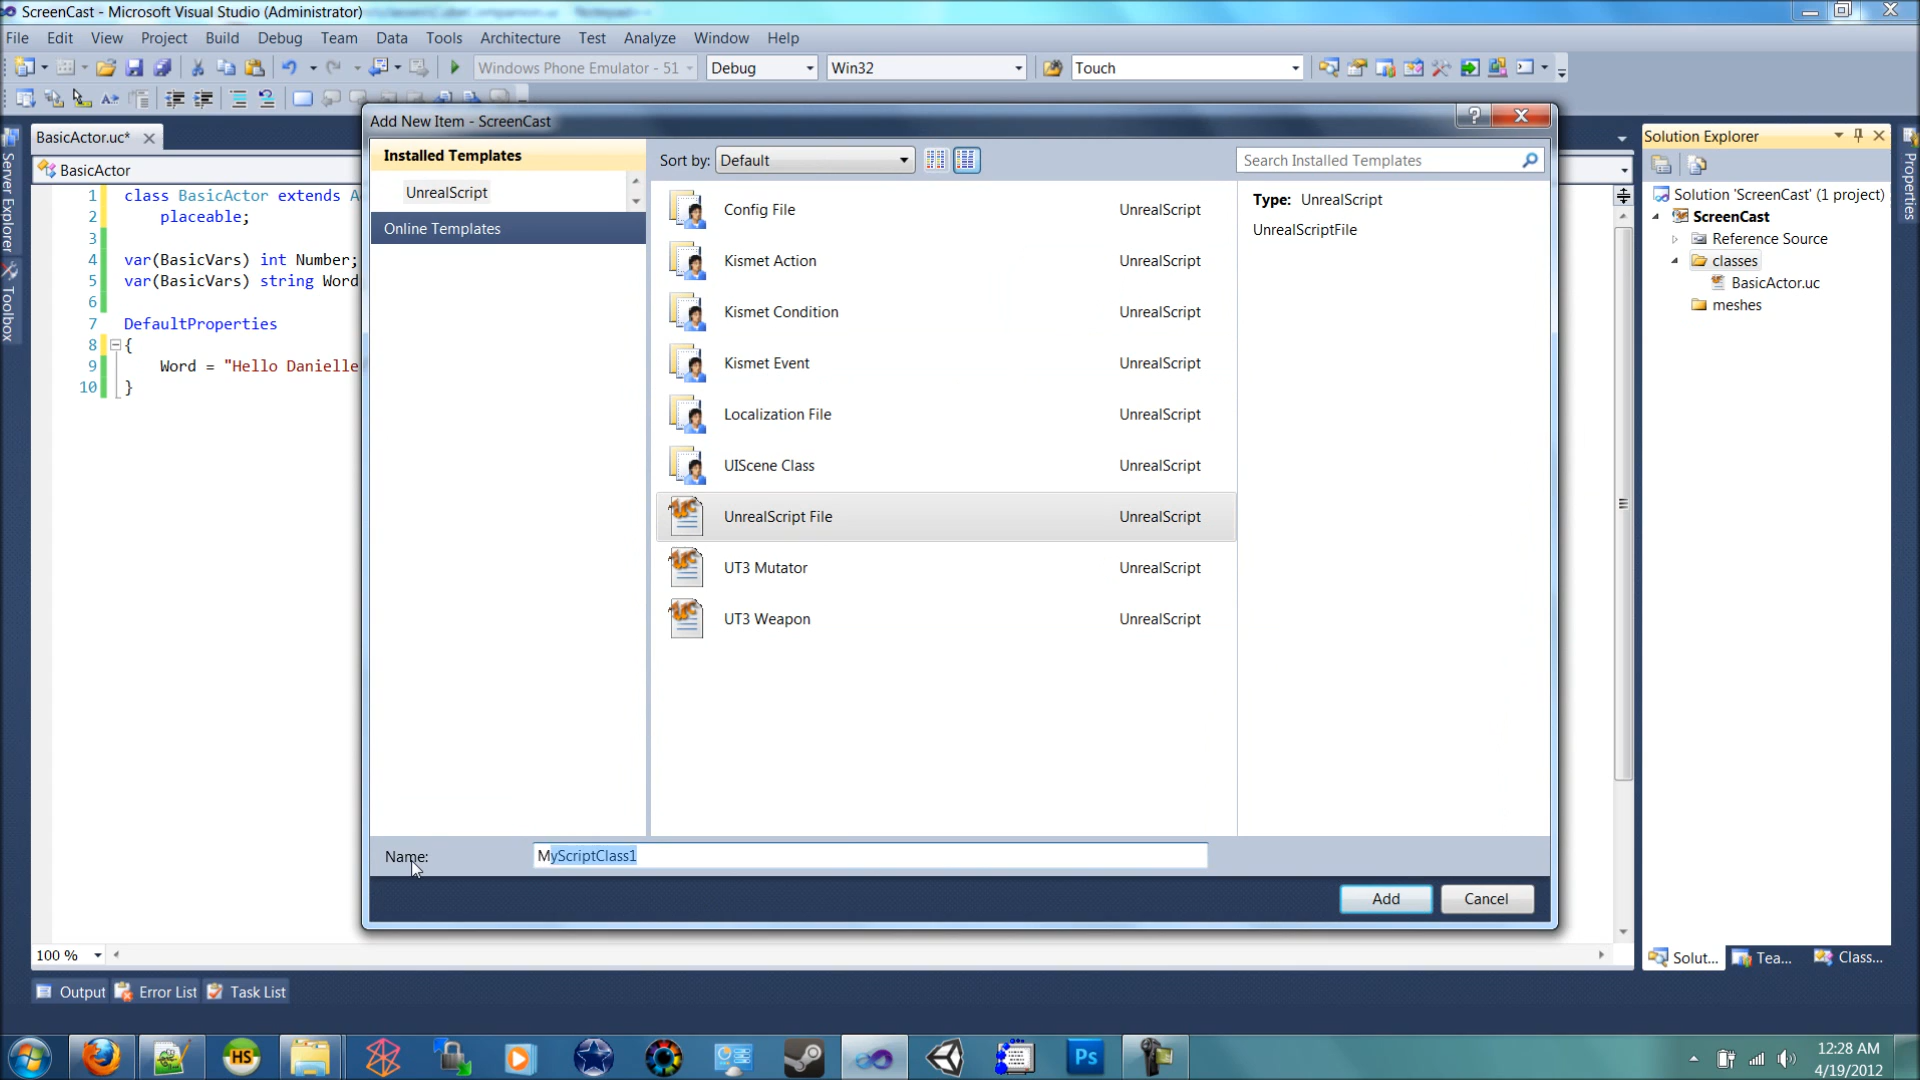 ScreenCast - Microsoft Visual Studio (Administrator)
File Edit View Project Build Debug Team Data Tools Architecture Test Analyze Window Help
Windows Phone Emulator - 51 Debug Win32 Touch
BasicActor.uc*
BasicActor
Server Explorer
Toolbox
1 class BasicActor extends A
2 placeable;
3
4 var(BasicVars) int Number;
5 var(BasicVars) string Word
6
7 DefaultProperties
8 {
9 Word = "Hello Danielle
10 }
100 %
Add New Item - ScreenCast
Installed Templates
UnrealScript
Online Templates
Sort by: Default
Search Installed Templates
Config File UnrealScript
Kismet Action UnrealScript
Kismet Condition UnrealScript
Kismet Event UnrealScript
Localization File UnrealScript
UIScene Class UnrealScript
UnrealScript File UnrealScript
UT3 Mutator UnrealScript
UT3 Weapon UnrealScript
Type: UnrealScript
UnrealScriptFile
Name: MyScriptClass1
Add Cancel
Solution Explorer
Solution 'ScreenCast' (1 project)
ScreenCast
Reference Source
classes
BasicActor.uc
meshes
Properties
Solut... Tea... Class...
Output Error List Task List
HS
Ps
12:28 AM
4/19/2012